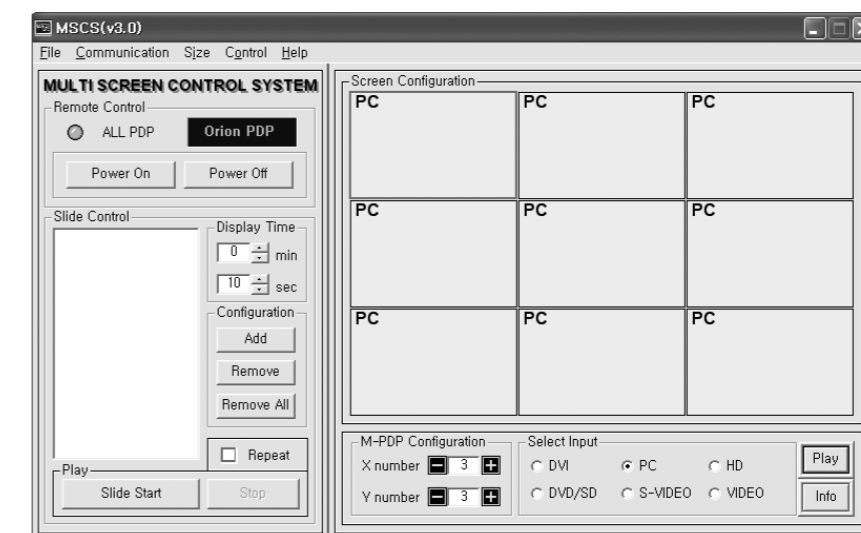 MSCS(v3.0)
File Communication Size Control Help
MULTI SCREEN CONTROL SYSTEM
Remote Control
ALL PDP
Orion PDP
Power On
Power Off
Slide Control
Display Time
0 min
10 sec
Configuration
Add
Remove
Remove All
Repeat
Play
Slide Start
Stop
Screen Configuration
PC PC PC
PC PC PC
PC PC PC
M-PDP Configuration
X number 3
Y number 3
Select Input
DVI PC HD
DVD/SD S-VIDEO VIDEO
Play
Info